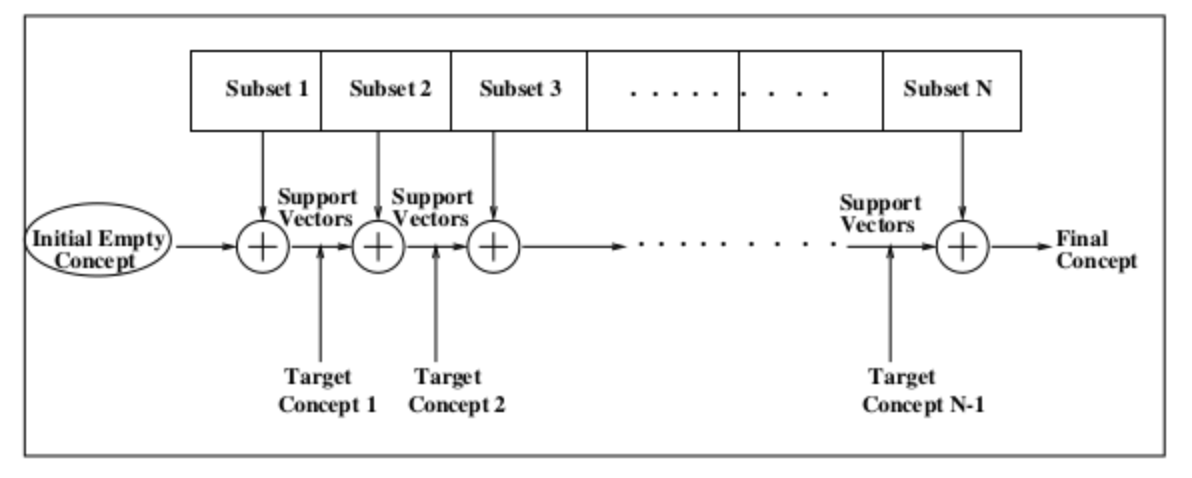 Subset 1
Subset 2
Subset 3
. . . . . . . . .
Subset N
Support
Vectors
Support
Vectors
Support
Vectors
Initial Empty
Concept
+
+
+
. . . . . . . . .
+
Final
Concept
Target
Concept 1
Target
Concept 2
Target
Concept N-1